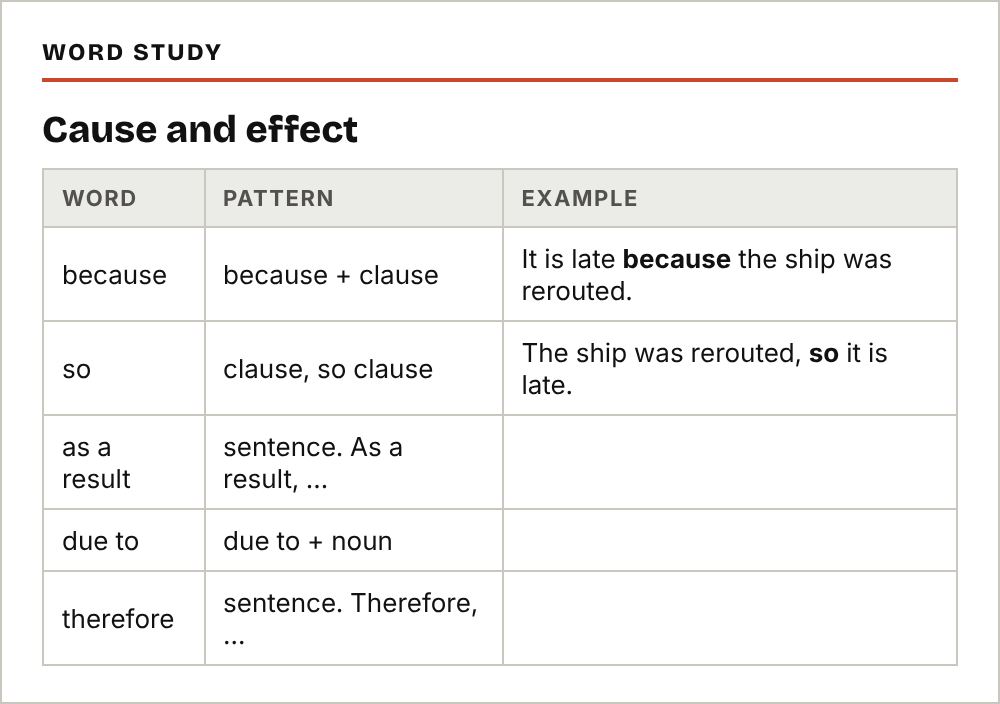 WORD STUDY
Cause and effect
WORD PATTERN EXAMPLE
because because + clause It is late because the ship was
rerouted.
so clause, so clause The ship was rerouted, so it is
late.
as a sentence. As a
result result, ...
due to due to + noun
therefore sentence. Therefore,
...